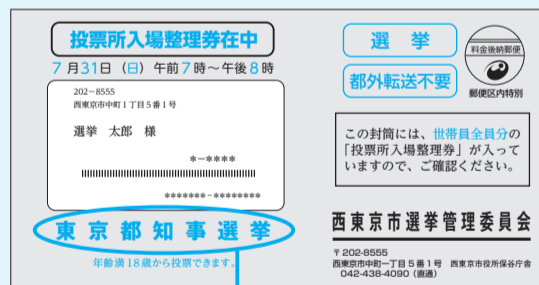 投票所入場整理券在中
7月31日（日）午前7時～午後8時
202-8555
西東京市中町1丁目5番1号
選挙 太郎 様
*-****
*******-********
東京都知事選挙
年齢満18歳から投票できます。
選挙
都外転送不要
料金後納郵便
郵便区内特別
この封筒には、世帯員全員分の
「投票所入場整理券」が入って
いますので、ご確認ください。
西東京市選挙管理委員会
〒202-8555
西東京市中町一丁目5番1号 西東京市役所保谷庁舎
042-438-4090（直通）